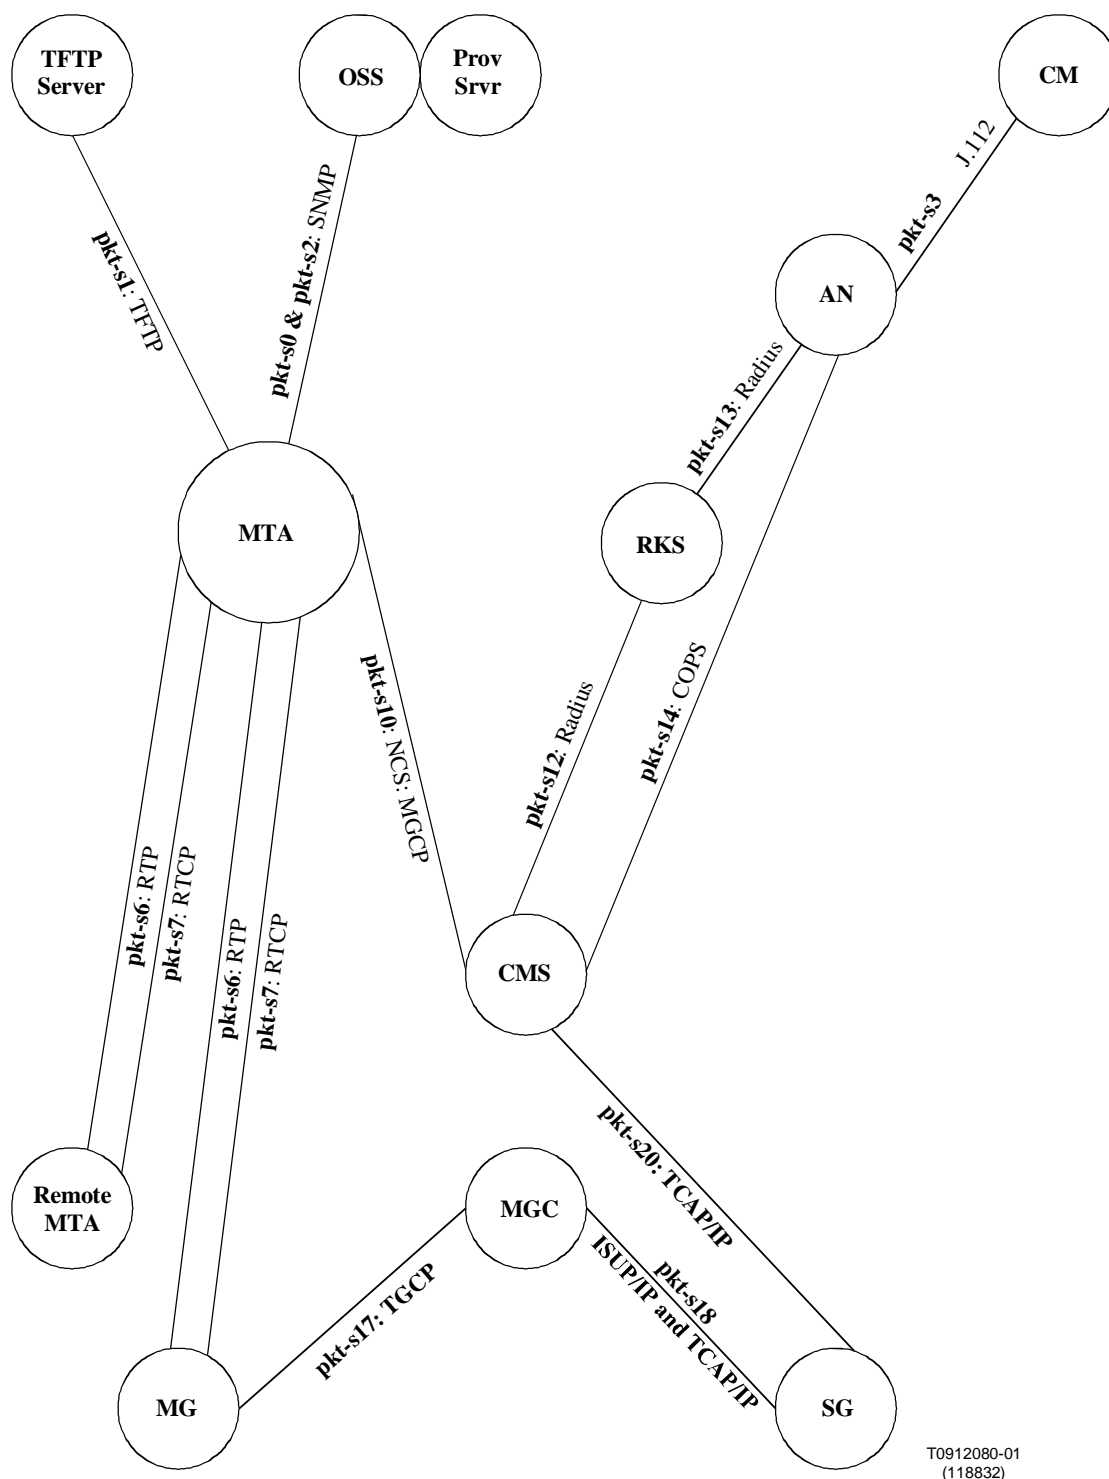 TFTP
Server
OSS
Prov
Srvr
CM
J.112
pkt-s3
pkt-s0 & pkt-s2: SNMP
pkt-s1: TFTP
AN
pkt-s13: Radius
MTA
RKS
pkt-s10: NCS: MGCP
pkt-s12: Radius
pkt-s14: COPS
pkt-s6: RTP
pkt-s7: RTCP
pkt-s6: RTP
pkt-s7: RTCP
CMS
pkt-s20: TCAP/IP
Remote
MTA
MGC
pkt-s18
ISUP/IP and TCAP/IP
pkt-s17: TGCP
MG
SG
T0912080-01
(118832)